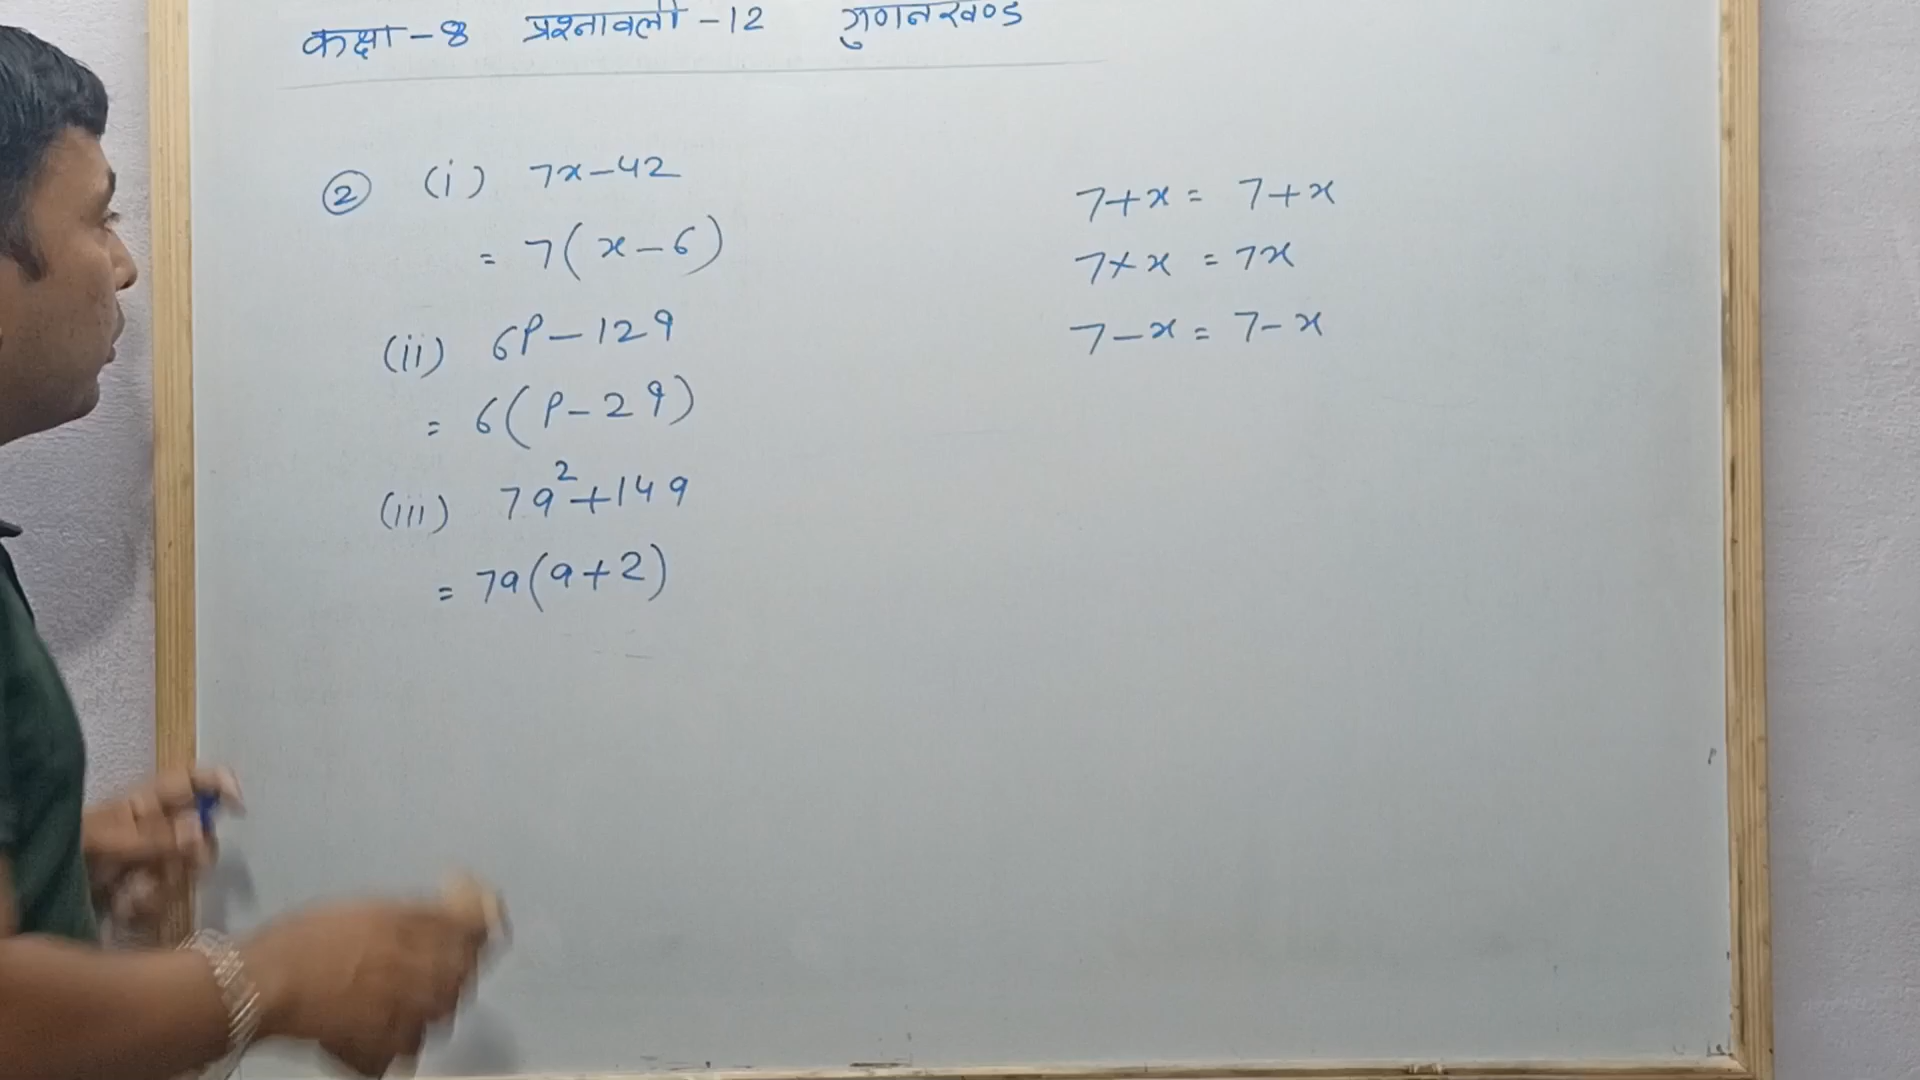 कक्षा - 8 प्रश्नावली - 12 गुणनखण्ड
② (i) 7x - 42
= 7(x - 6)
(ii) 6p - 12q
= 6(p - 2q)
(iii) 7a² + 14a
= 7a(a + 2)
7 + x = 7 + x
7 × x = 7x
7 - x = 7 - x